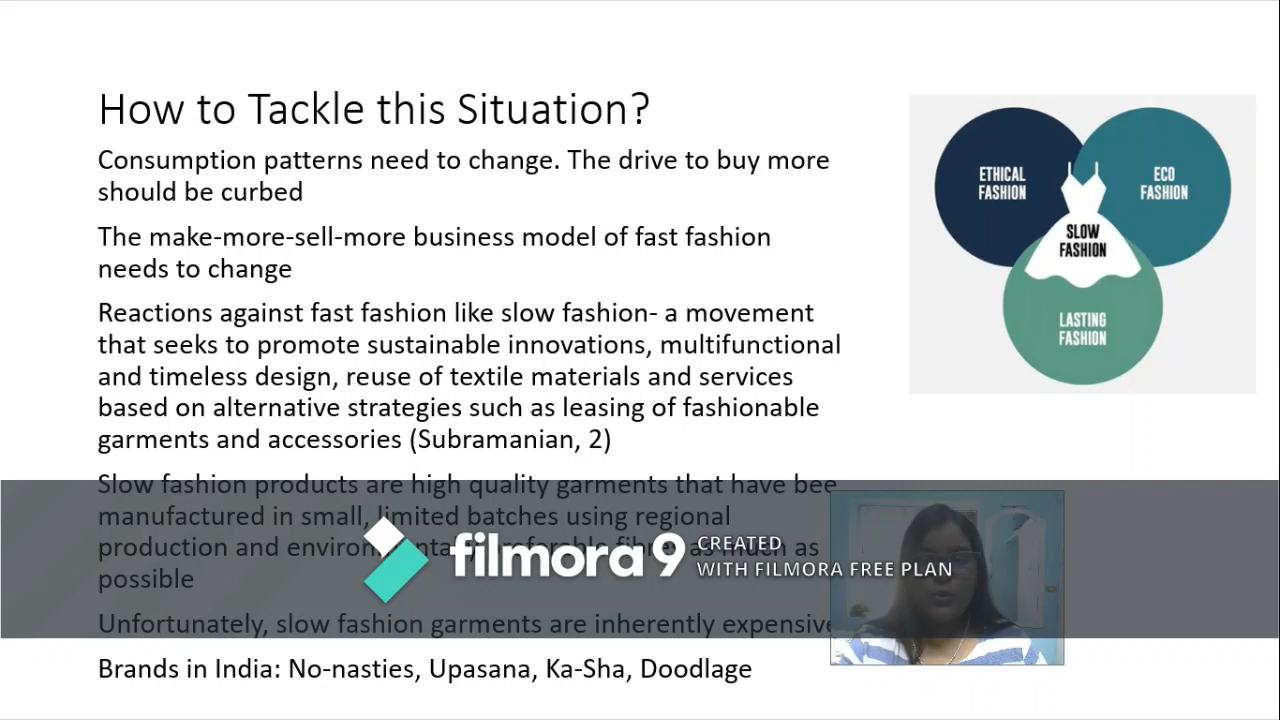 How to Tackle this Situation?
Consumption patterns need to change. The drive to buy more
should be curbed
The make-more-sell-more business model of fast fashion
needs to change
Reactions against fast fashion like slow fashion- a movement
that seeks to promote sustainable innovations, multifunctional
and timeless design, reuse of textile materials and services
based on alternative strategies such as leasing of fashionable
garments and accessories (Subramanian, 2)
Slow fashion products are high quality garments that have bee
manufactured in small, limited batches using regional
production and as much as
possible
Unfortunately, slow fashion garments are inherently expensive
Brands in India: No-nasties, Upasana, Ka-Sha, Doodlage
ETHICAL
FASHION
ECO
FASHION
SLOW
FASHION
LASTING
FASHION
filmora9
CREATED
WITH FILMORA FREE PLAN